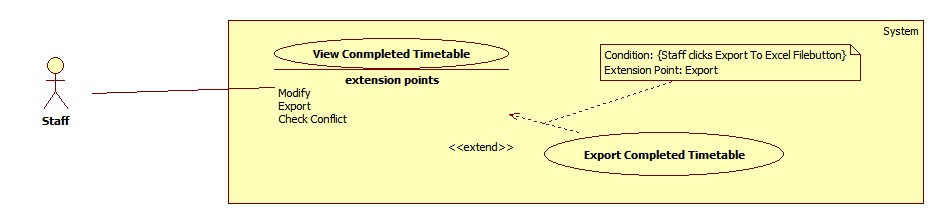 System
View Conmpleted Timetable
extension points
Modify
Export
Check Conflict
Staff
Condition: {Staff clicks Export To Excel Filebutton}
Extension Point: Export
<<extend>>
Export Completed Timetable